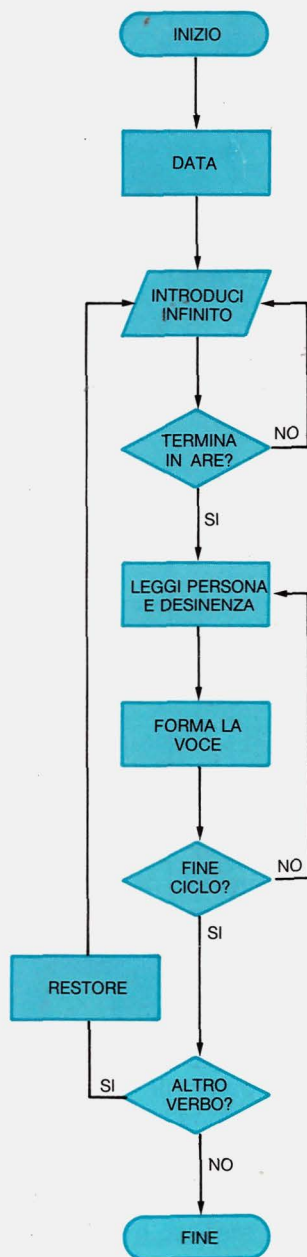 INIZIO
DATA
INTRODUCI
INFINITO
TERMINA
IN ARE?
NO
SI
LEGGI PERSONA
E DESINENZA
FORMA LA
VOCE
FINE
CICLO?
NO
SI
RESTORE
SI
ALTRO
VERBO?
NO
FINE